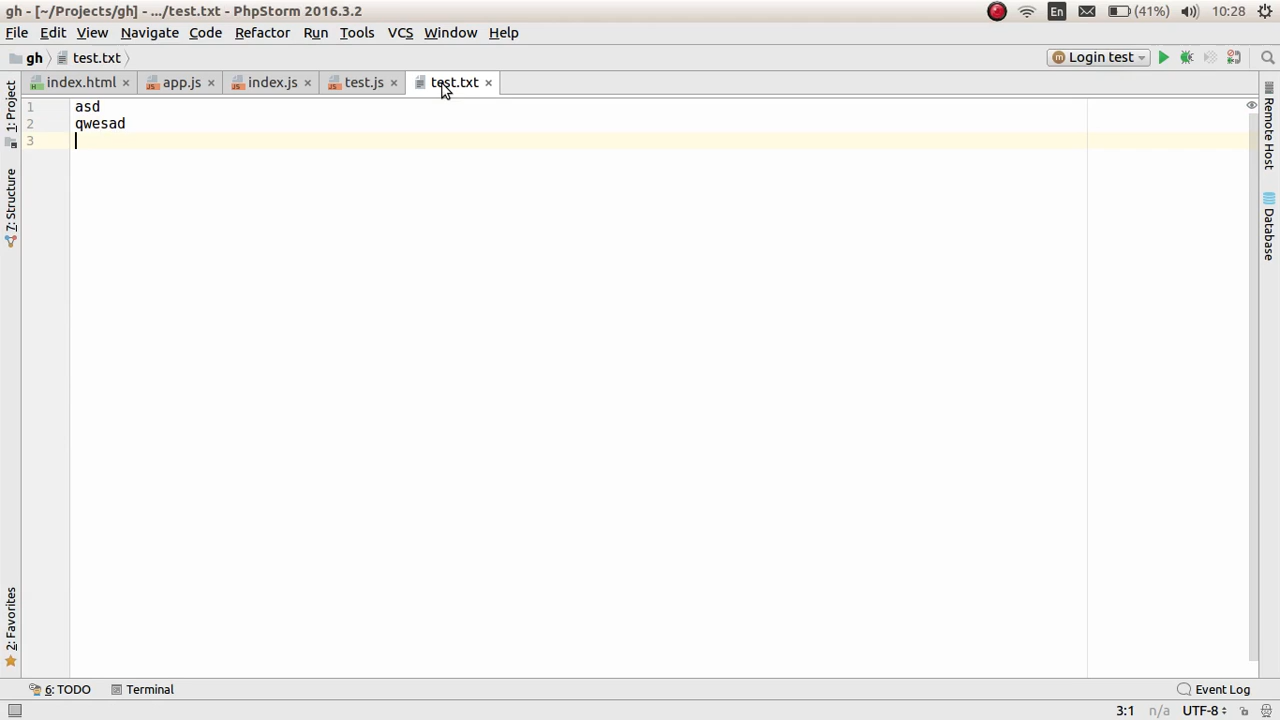 gh - [~/Projects/gh] - .../test.txt - PhpStorm 2016.3.2
En
(41%)
10:28
File Edit View Navigate Code Refactor Run Tools VCS Window Help
gh test.txt
Login test
index.html × app.js × index.js × test.js × test.txt ×
1 asd
2 qwesad
3
1: Project
7: Structure
2: Favorites
Remote Host
Database
6: TODO Terminal Event Log
3:1 n/a UTF-8